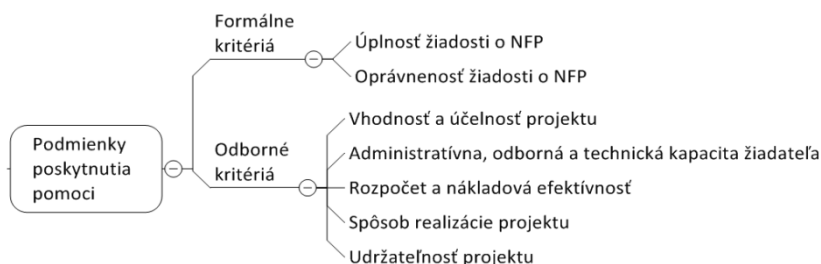 Podmienky
poskytnutia
pomoci
Formálne
kritériá
Úplnosť žiadosti o NFP
Oprávnenosť žiadosti o NFP
Odborné
kritériá
Vhodnosť a účelnosť projektu
Administratívna, odborná a technická kapacita žiadateľa
Rozpočet a nákladová efektívnosť
Spôsob realizácie projektu
Udržateľnosť projektu